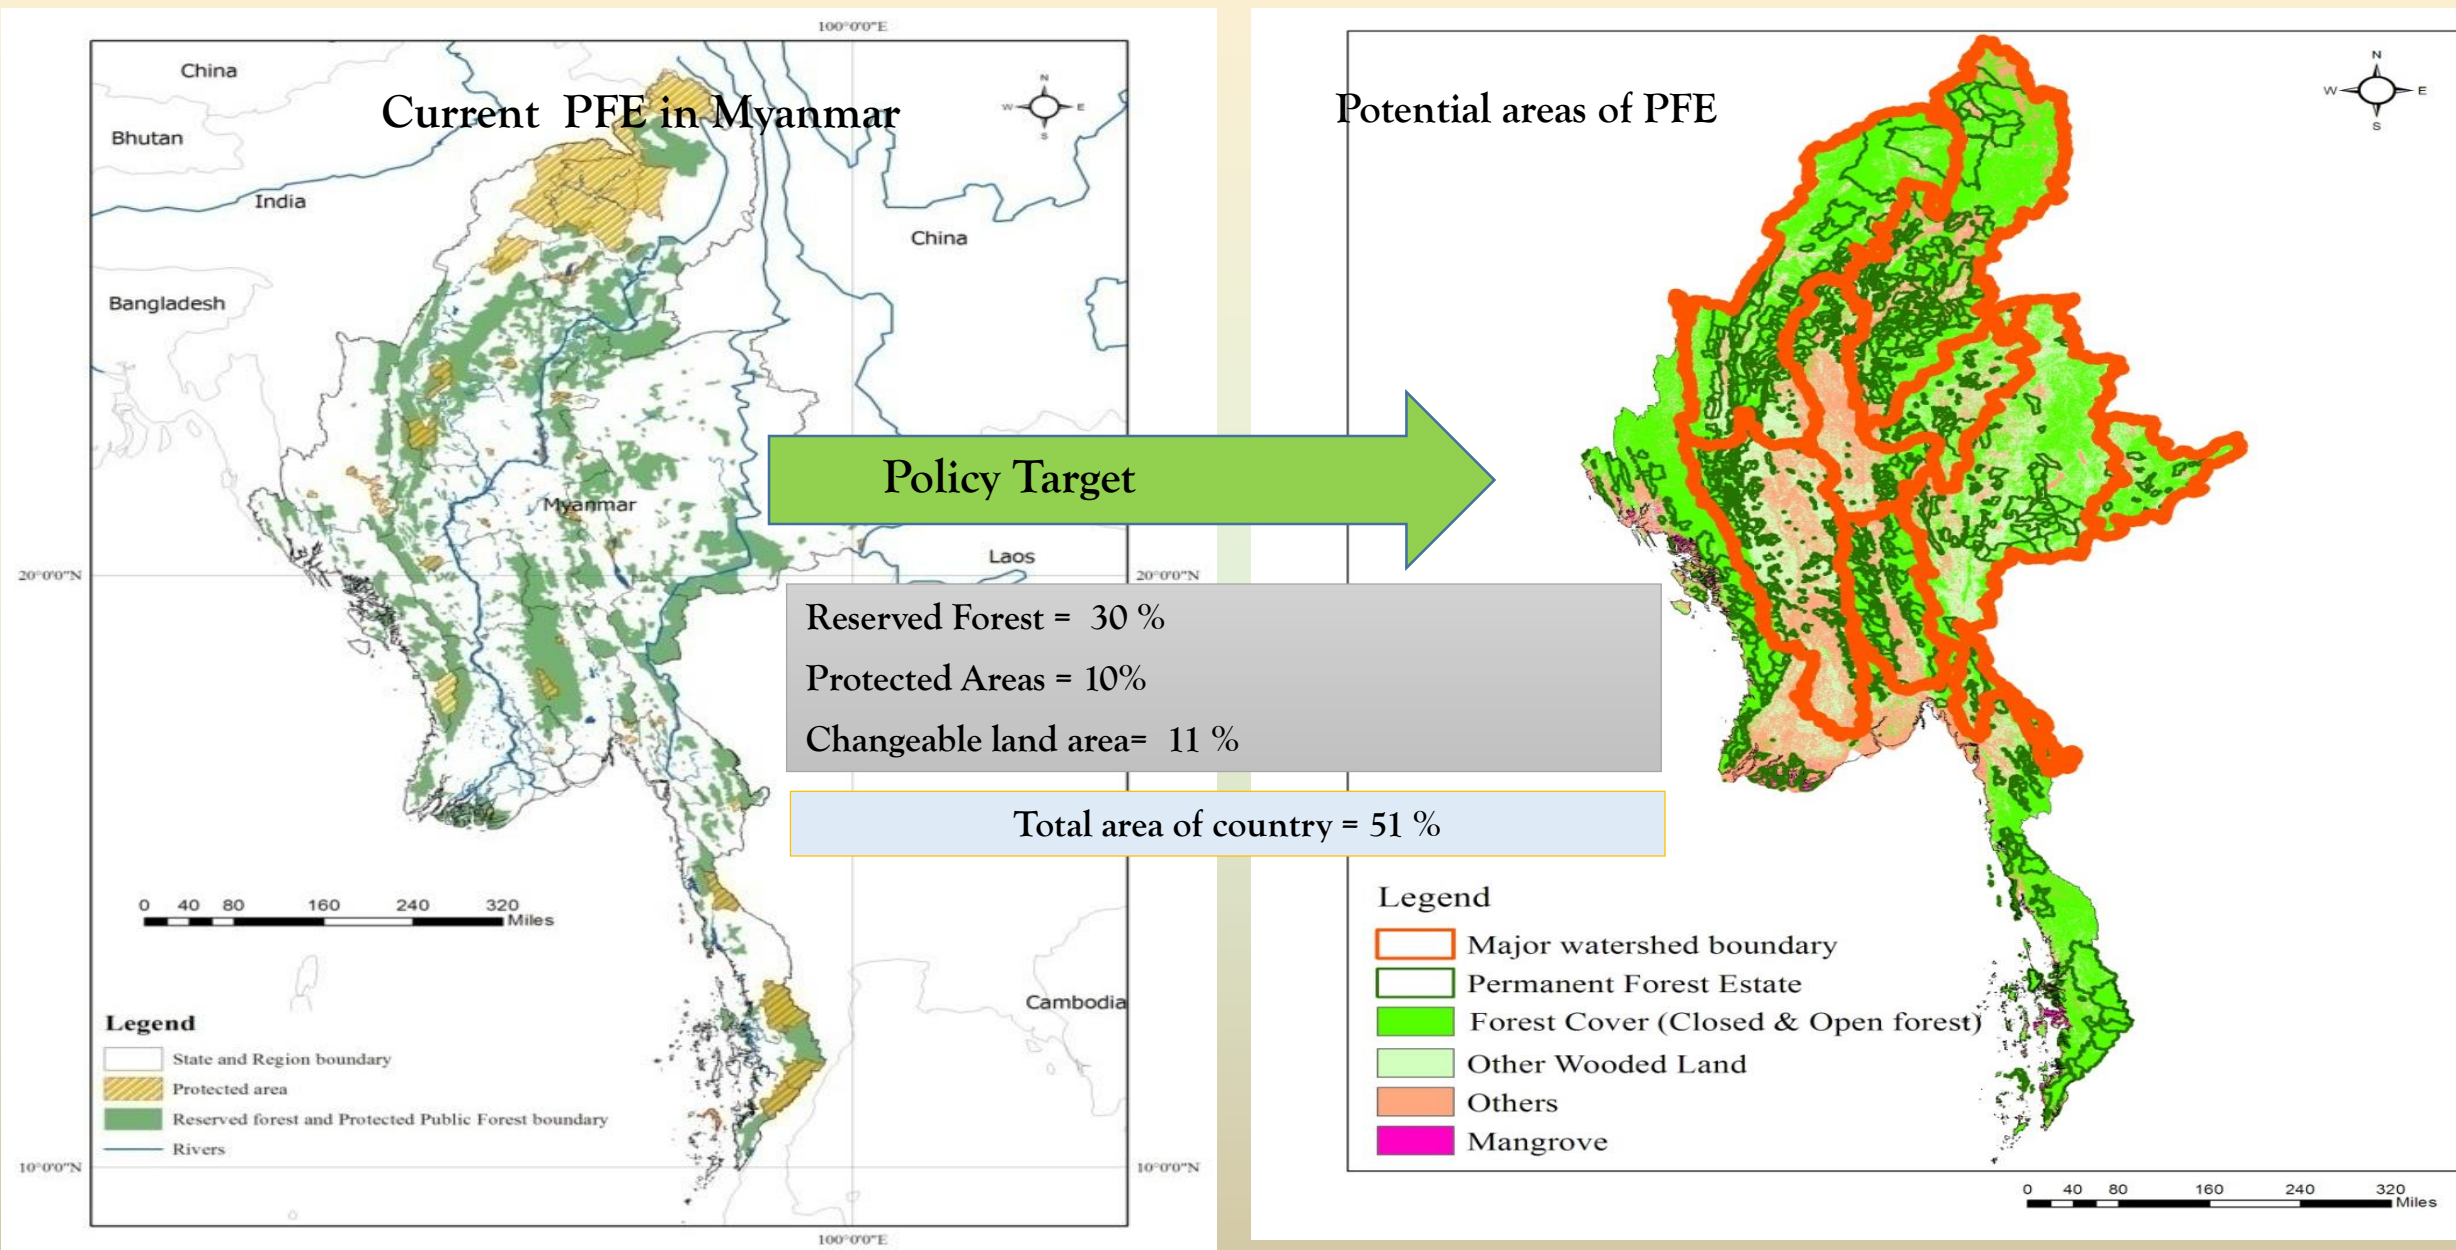 100°0'0"E
China
Current PFE in Myanmar
N
W
E
S
Bhutan
India
China
Bangladesh
Myanmar
Laos
20°0'0"N
20°0'0"N
0 40 80 160 240 320
Miles
Cambodia
Legend
State and Region boundary
Protected area
Reserved forest and Protected Public Forest boundary
Rivers
10°0'0"N
10°0'0"N
100°0'0"E
Policy Target
Reserved Forest = 30 %
Protected Areas = 10%
Changeable land area= 11 %
Total area of country = 51 %
Potential areas of PFE
N
W
E
S
Legend
Major watershed boundary
Permanent Forest Estate
Forest Cover (Closed & Open forest)
Other Wooded Land
Others
Mangrove
0 40 80 160 240 320
Miles